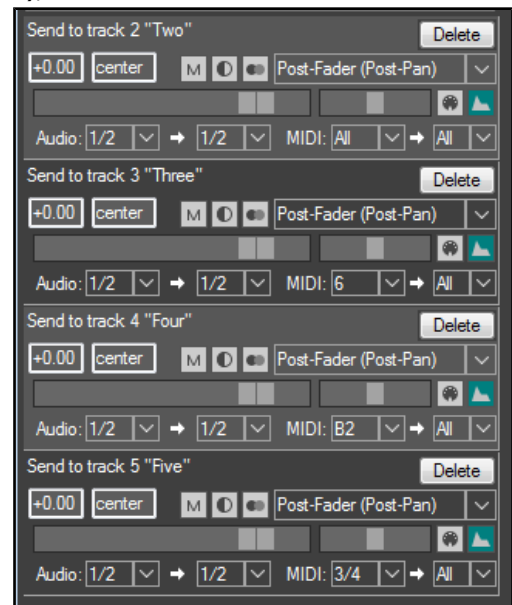 Send to track 2 "Two" Delete
+0.00 center M Post-Fader (Post-Pan)
Audio: 1/2 1/2 MIDI: All All
Send to track 3 "Three" Delete
+0.00 center M Post-Fader (Post-Pan)
Audio: 1/2 1/2 MIDI: 6 All
Send to track 4 "Four" Delete
+0.00 center M Post-Fader (Post-Pan)
Audio: 1/2 1/2 MIDI: B2 All
Send to track 5 "Five" Delete
+0.00 center M Post-Fader (Post-Pan)
Audio: 1/2 1/2 MIDI: 3/4 All